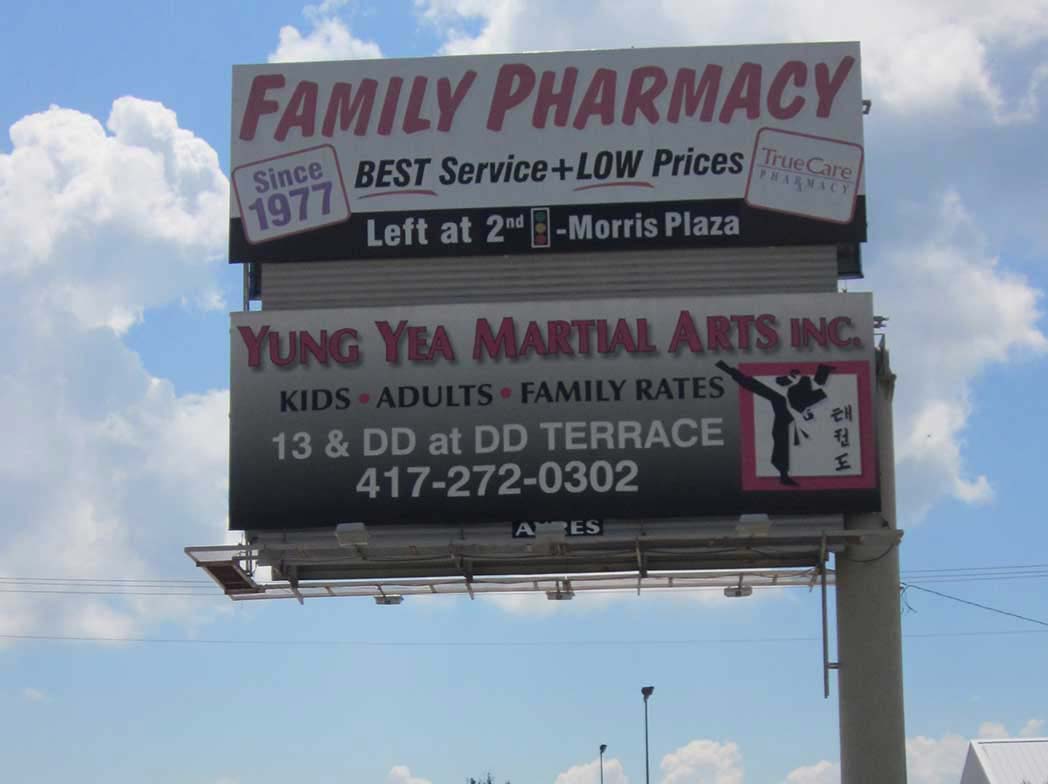 FAMILY PHARMACY
Since
1977
BEST Service+LOW Prices
TrueCare
PHARMACY
Left at 2nd -Morris Plaza
YUNG YEA MARTIAL ARTS INC.
KIDS • ADULTS • FAMILY RATES
13 & DD at DD TERRACE
417-272-0302
태
권
도
AYRES